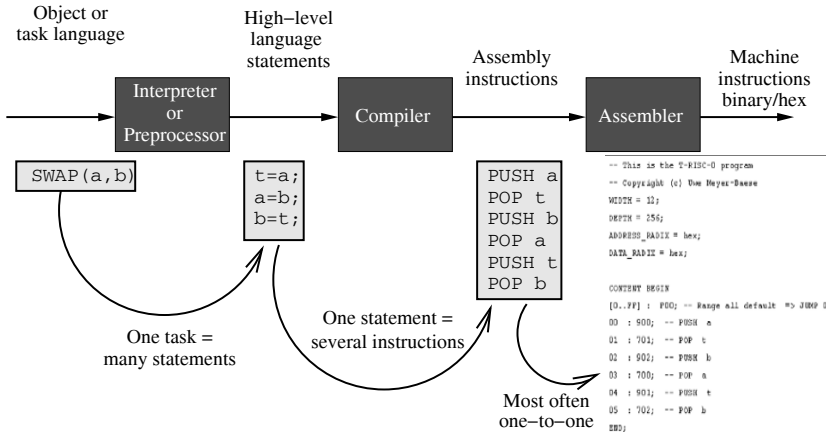 Object or
task language
High−level
language
statements
Assembly
instructions
Machine
instructions
binary/hex
Interpreter
or
Preprocessor
Compiler
Assembler
SWAP(a,b)
t=a;
a=b;
b=t;
PUSH a
POP t
PUSH b
POP a
PUSH t
POP b
-- This is the T-RISC-0 program
-- Copyright (c) Uwe Meyer-Baese
WIDTH = 12;
DEPTH = 256;
ADDRESS_RADIX = hex;
DATA_RADIX = hex;
CONTENT BEGIN
[0..FF] : F00; -- Range all default => JUMP 0
00 : 900; -- PUSH a
01 : 701; -- POP t
02 : 902; -- PUSH b
03 : 700; -- POP a
04 : 901; -- PUSH t
05 : 702; -- POP b
END;
One task =
many statements
One statement =
several instructions
Most often
one−to−one